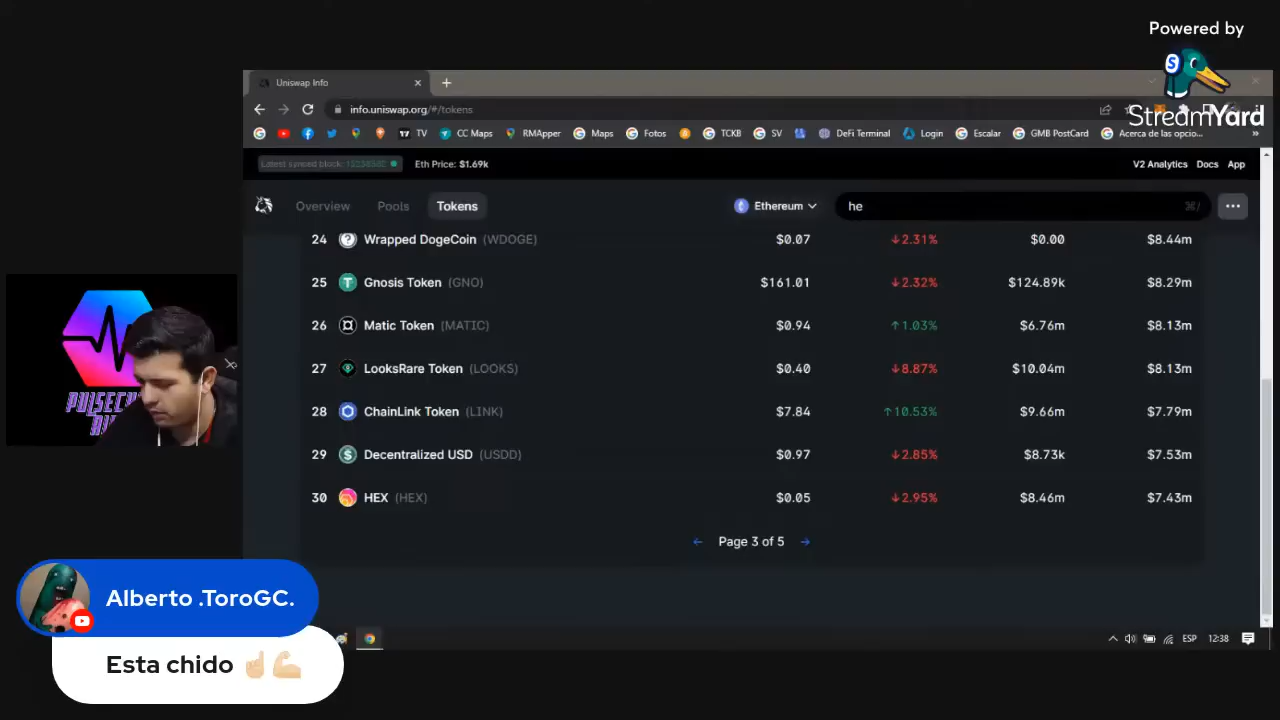 Powered by
StreamYard
Uniswap Info
info.uniswap.org/#/tokens
TV CC Maps RMApper Maps Fotos TCKB SV DeFi Terminal Login Escalar GMB PostCard Acerca de las opcio... »
Latest synced block: Eth Price: $1.69k V2 Analytics Docs App
Overview Pools Tokens Ethereum he ⌘/ ...
24 Wrapped DogeCoin (WDOGE) $0.07 ↓2.31% $0.00 $8.44m
25 T Gnosis Token (GNO) $161.01 ↓2.32% $124.89k $8.29m
26 Matic Token (MATIC) $0.94 ↑1.03% $6.76m $8.13m
27 LooksRare Token (LOOKS) $0.40 ↓8.87% $10.04m $8.13m
28 ChainLink Token (LINK) $7.84 ↑10.53% $9.66m $7.79m
29 Decentralized USD (USDD) $0.97 ↓2.85% $8.73k $7.53m
30 HEX (HEX) $0.05 ↓2.95% $8.46m $7.43m
← Page 3 of 5 →
Alberto .ToroGC.
Esta chido ☝🏼💪🏼
ESP 12:38